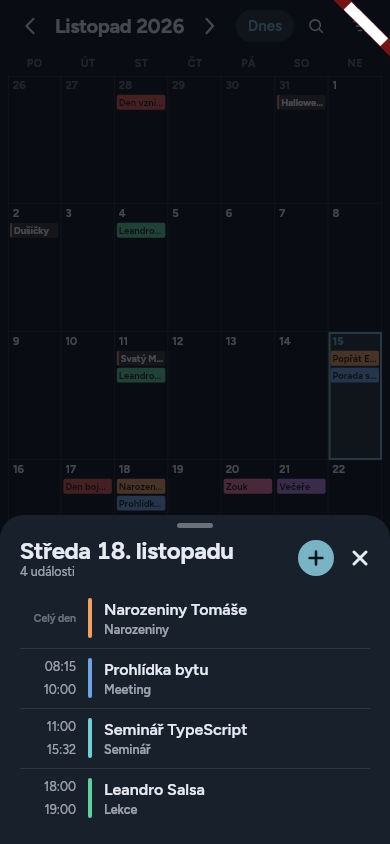 Listopad 2026
Dnes
PO ÚT ST ČT PÁ SO NE
26 27 28 29 30 31 1
Den vzni... Hallowe...
2 3 4 5 6 7 8
Dušičky Leandro...
9 10 11 12 13 14 15
Svatý M... Popřát E...
Leandro... Porada s...
16 17 18 19 20 21 22
Den boj... Narozen... Zouk Večeře
Prohlídk...
Středa 18. listopadu
4 události
Celý den
Narozeniny Tomáše
Narozeniny
08:15
Prohlídka bytu
10:00
Meeting
11:00
Seminář TypeScript
15:32
Seminář
18:00
Leandro Salsa
19:00
Lekce